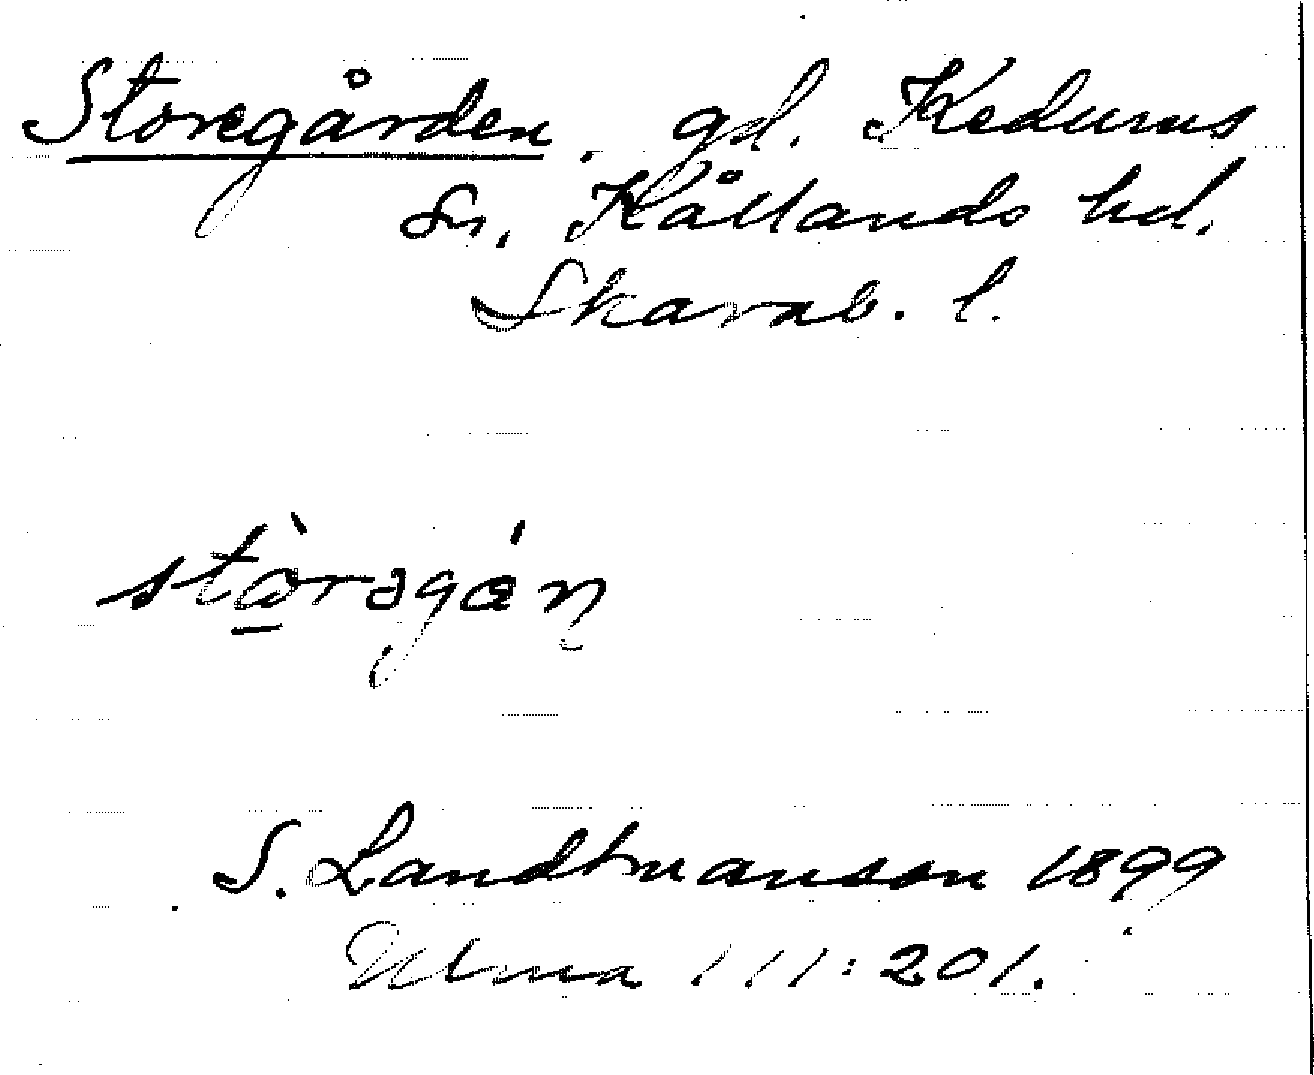 Storegården, gd. Kedums
sn, Kållands hd.
Skarab. l.
stòrəgán
S. Landtmanson 1899
Ulma 111:201.